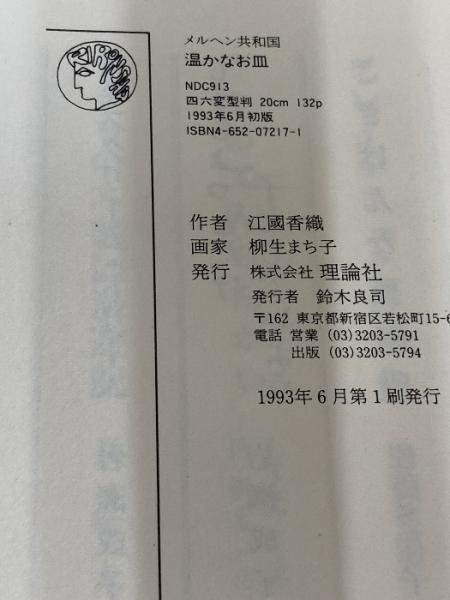 メルヘン共和国
温かなお皿
NDC913
四六変型判 20cm 132p
1993年6月初版
ISBN4-652-07217-1
作者 江國香織
画家 柳生まち子
発行 株式会社 理論社
発行者 鈴木良司
〒162 東京都新宿区若松町15-6
電話 営業 (03)3203-5791
出版 (03)3203-5794
1993年6月第1刷発行